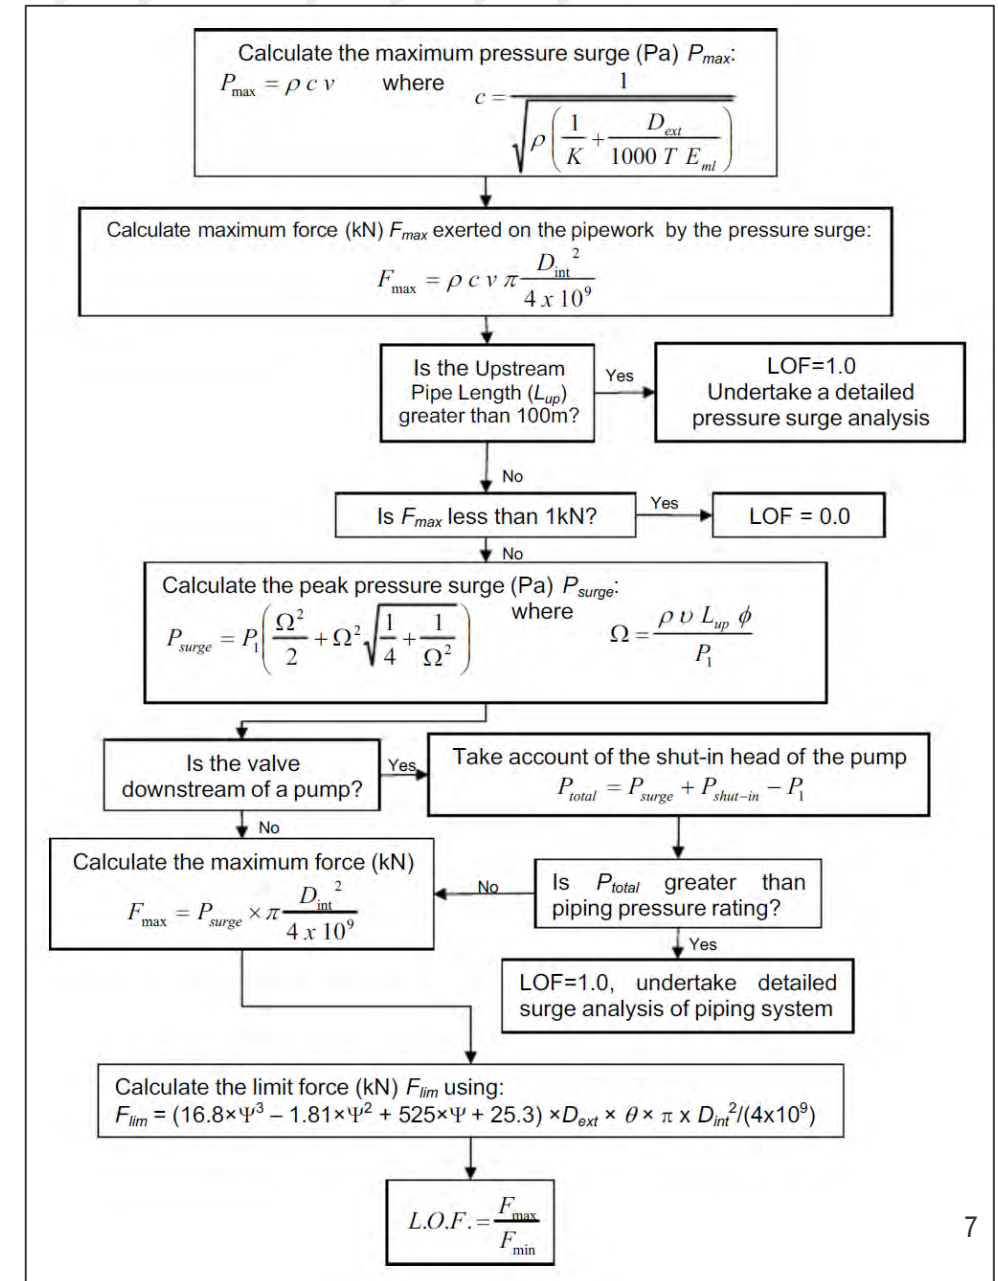 Calculate the maximum pressure surge (Pa) Pmax:
Pmax = ρ c v where c = 1 / √(ρ (1/K + Dext / (1000 T Eml)))
Calculate maximum force (kN) Fmax exerted on the pipework by the pressure surge:
Fmax = ρ c v π Dint² / (4 x 10⁹)
Is the Upstream
Pipe Length (Lup)
greater than 100m?
Yes
LOF=1.0
Undertake a detailed
pressure surge analysis
No
Is Fmax less than 1kN?
Yes
LOF = 0.0
No
Calculate the peak pressure surge (Pa) Psurge:
Psurge = P₁ (Ω²/2 + Ω² √(1/4 + 1/Ω²)) where Ω = ρ υ Lup ϕ / P₁
Is the valve
downstream of a pump?
Yes
Take account of the shut-in head of the pump
Ptotal = Psurge + Pshut−in − P₁
No
Calculate the maximum force (kN)
Fmax = Psurge × π Dint² / (4 x 10⁹)
No
Is Ptotal greater than
piping pressure rating?
Yes
LOF=1.0, undertake detailed
surge analysis of piping system
Calculate the limit force (kN) Flim using:
Flim = (16.8×Ψ³ – 1.81×Ψ² + 525×Ψ + 25.3) ×Dext × θ × π x Dint²/(4x10⁹)
L.O.F. = Fmax / Fmin
7